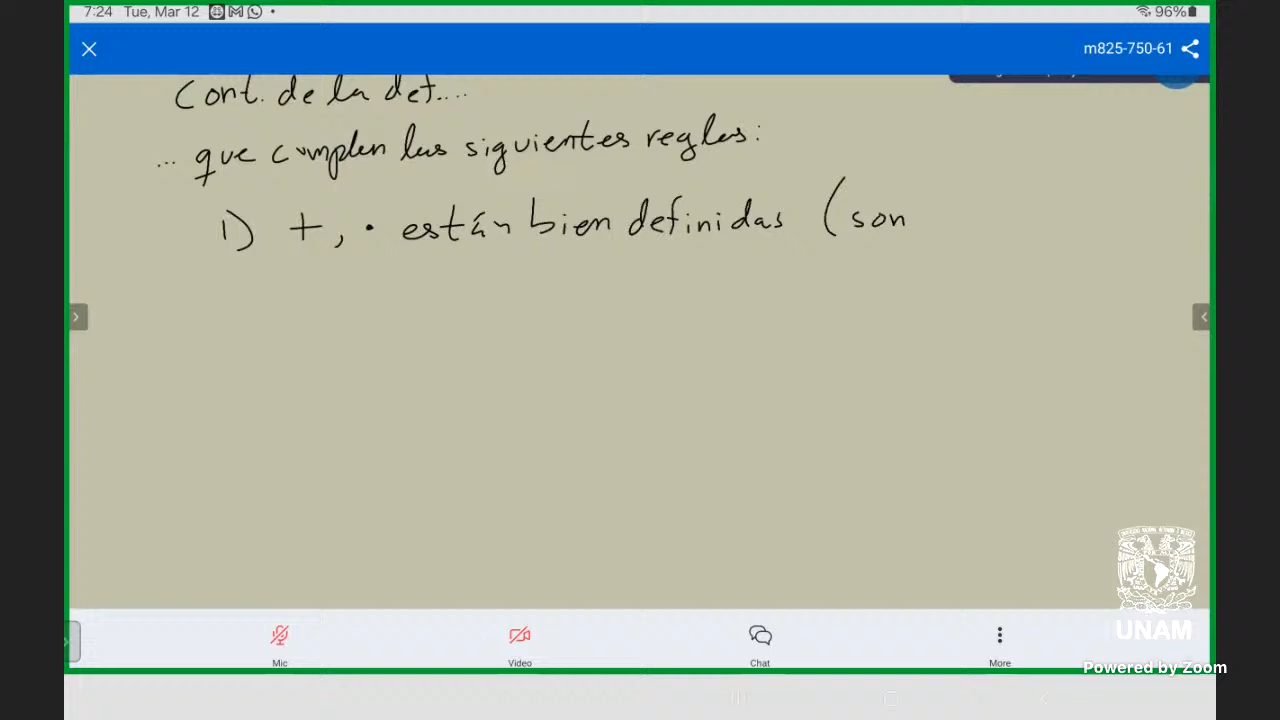 7:24 Tue, Mar 12 96%
m825-750-61
Cont. de la def....
... que cumplen las siguientes reglas:
1) +, · están bien definidas (son
UNAM
Mic Video Chat More
Powered by Zoom